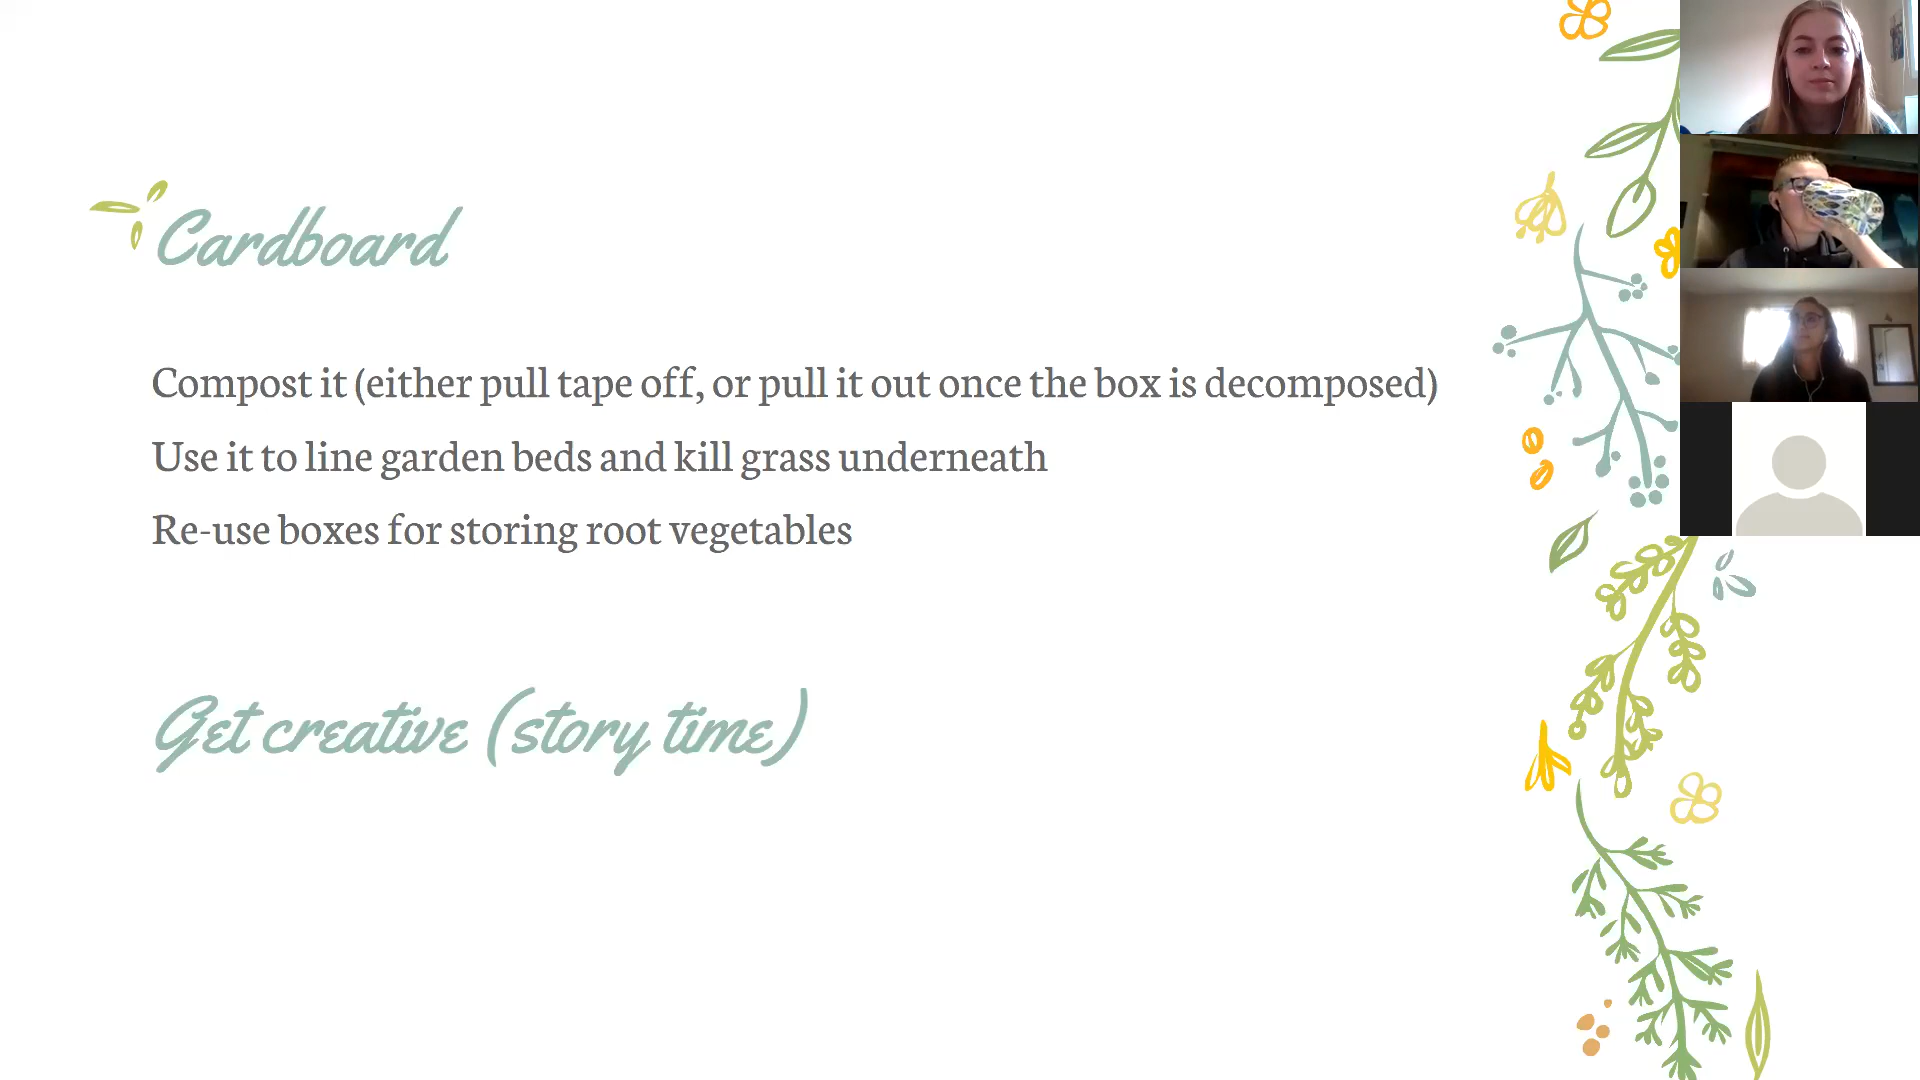 Cardboard
Compost it (either pull tape off, or pull it out once the box is decomposed)
Use it to line garden beds and kill grass underneath
Re-use boxes for storing root vegetables
Get creative (story time)